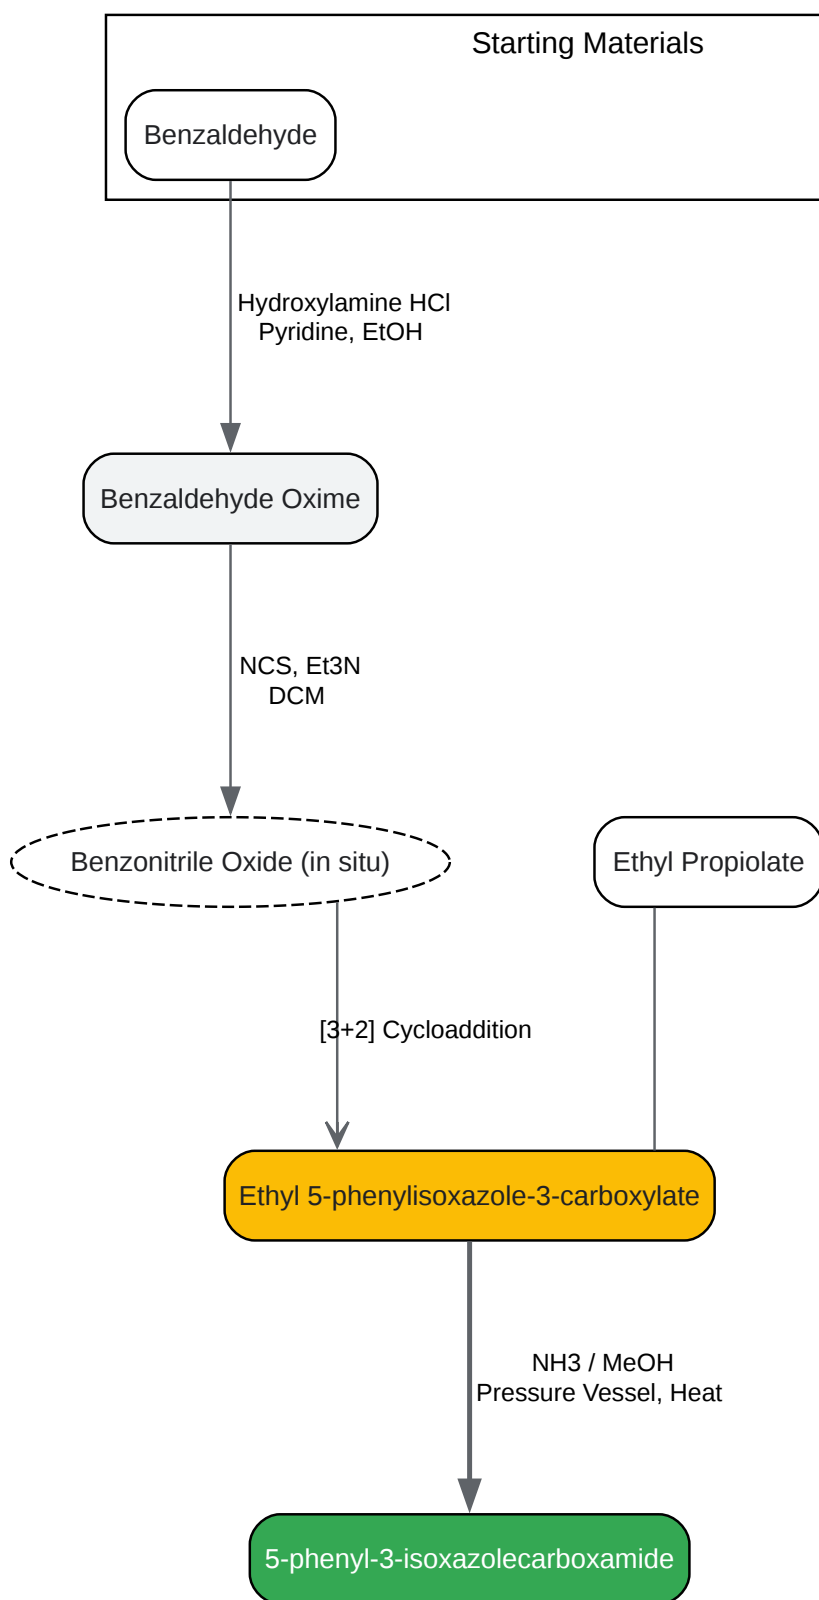 Starting Materials
Benzaldehyde
Hydroxylamine HCl
Pyridine, EtOH
Benzaldehyde Oxime
NCS, Et3N
DCM
Benzonitrile Oxide (in situ)
Ethyl Propiolate
[3+2] Cycloaddition
Ethyl 5-phenylisoxazole-3-carboxylate
NH3 / MeOH
Pressure Vessel, Heat
5-phenyl-3-isoxazolecarboxamide